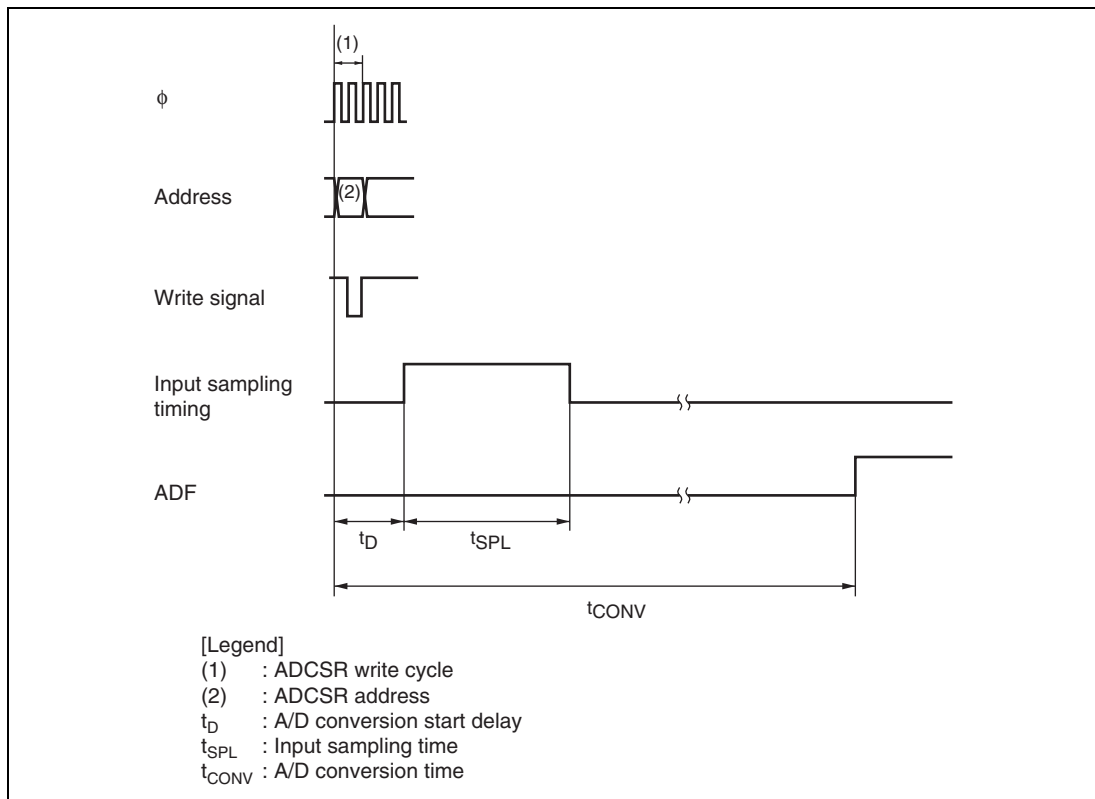 (1)
ϕ
Address
(2)
Write signal
Input sampling
timing
ADF
tD
tSPL
tCONV
[Legend]
(1) : ADCSR write cycle
(2) : ADCSR address
tD : A/D conversion start delay
tSPL : Input sampling time
tCONV : A/D conversion time